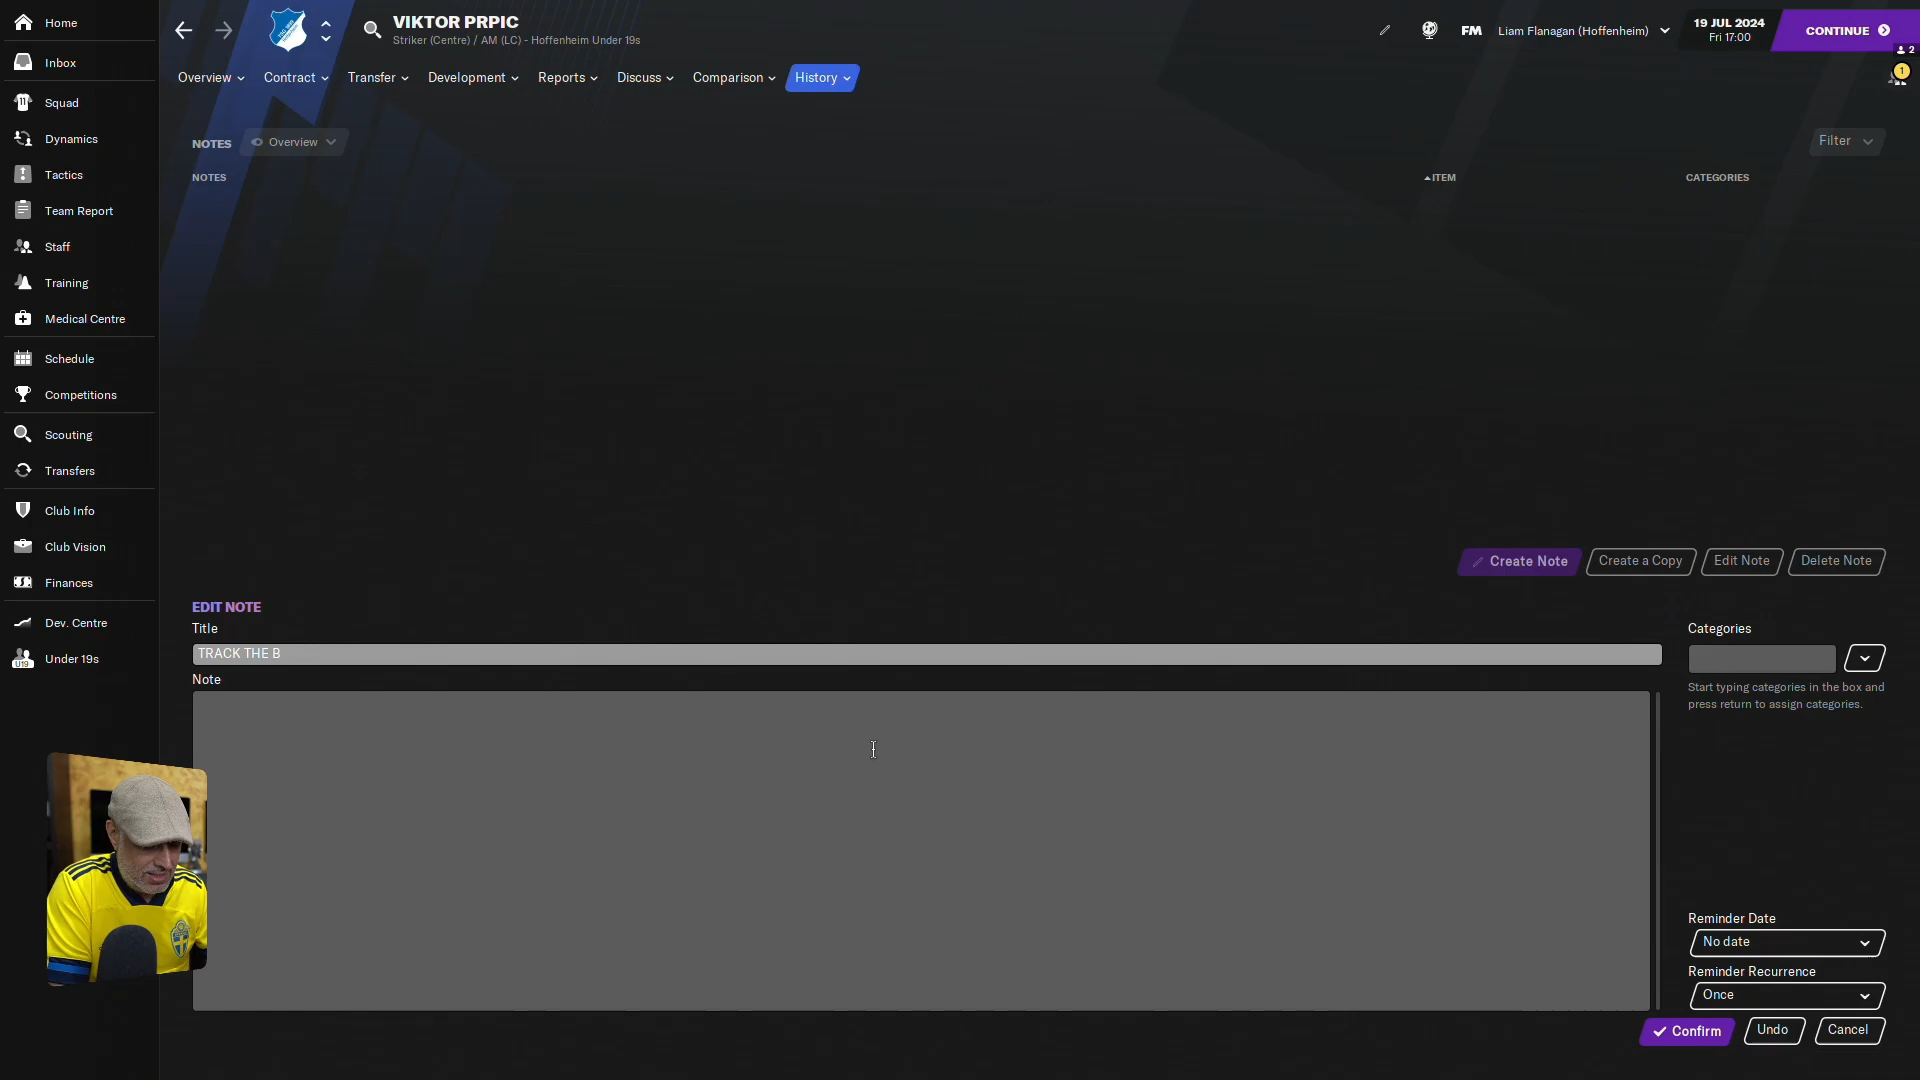 Home
Inbox
Squad
Dynamics
Tactics
Team Report
Staff
Training
Medical Centre
Schedule
Competitions
Scouting
Transfers
Club Info
Club Vision
Finances
Dev. Centre
Under 19s
VIKTOR PRPIC
Striker (Centre) / AM (LC) - Hoffenheim Under 19s
FM
Liam Flanagan (Hoffenheim)
19 JUL 2024
Fri 17:00
CONTINUE
2
1
Overview
Contract
Transfer
Development
Reports
Discuss
Comparison
History
NOTES
Overview
Filter
NOTES
ITEM
CATEGORIES
Create Note
Create a Copy
Edit Note
Delete Note
EDIT NOTE
Title
TRACK THE B
Note
Categories
Start typing categories in the box and
press return to assign categories.
Reminder Date
No date
Reminder Recurrence
Once
Confirm
Undo
Cancel